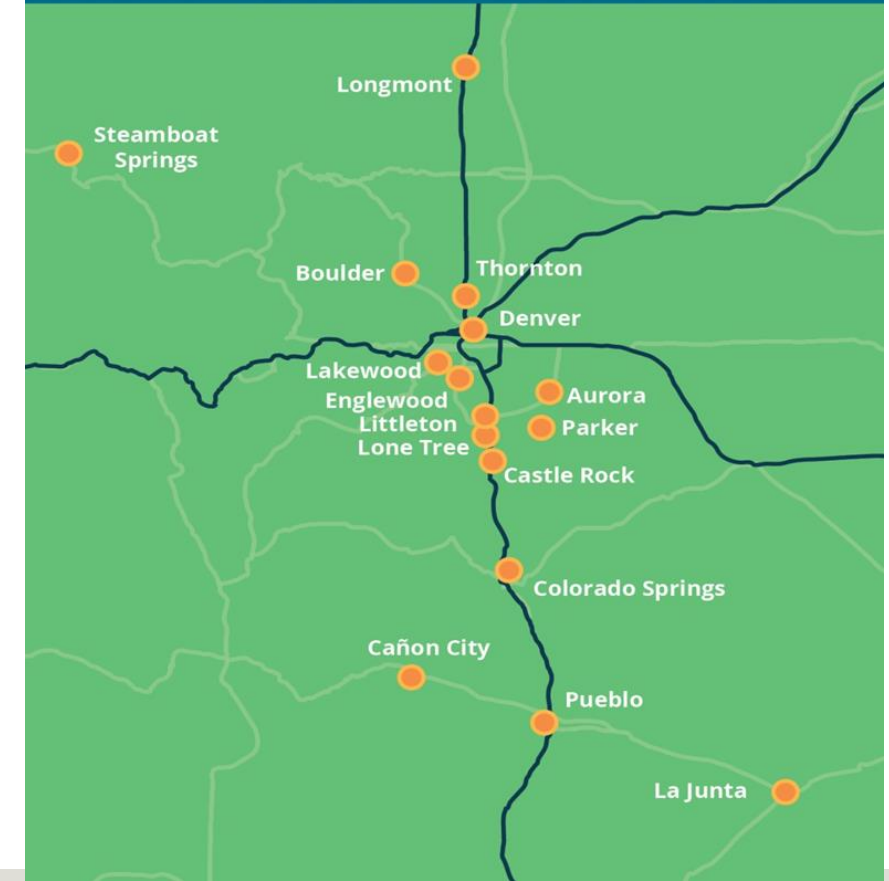 Longmont
Steamboat
Springs
Boulder
Thornton
Denver
Lakewood
Englewood
Aurora
Littleton
Parker
Lone Tree
Castle Rock
Colorado Springs
Cañon City
Pueblo
La Junta